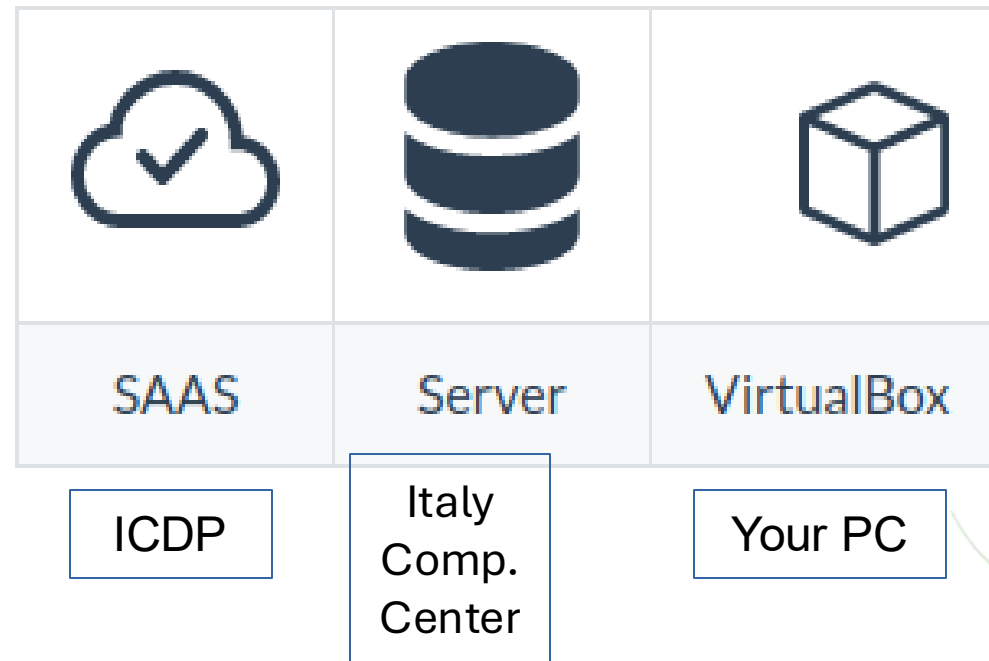 SAAS Server VirtualBox
ICDP
Italy
Comp.
Center
Your PC